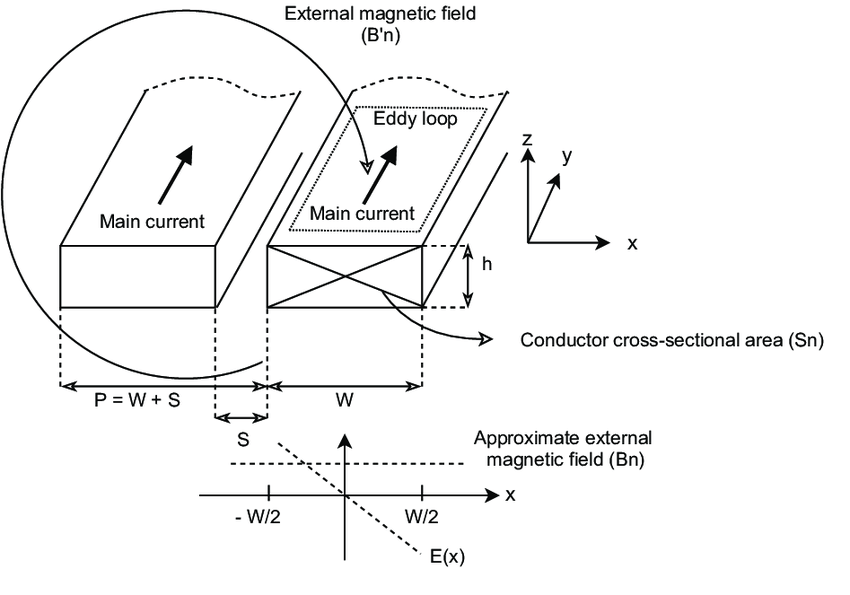 External magnetic field
(B'n)
Eddy loop
Main current
Main current
z
y
x
h
Conductor cross-sectional area (Sn)
P = W + S
W
S
Approximate external
magnetic field (Bn)
x
- W/2
W/2
E(x)